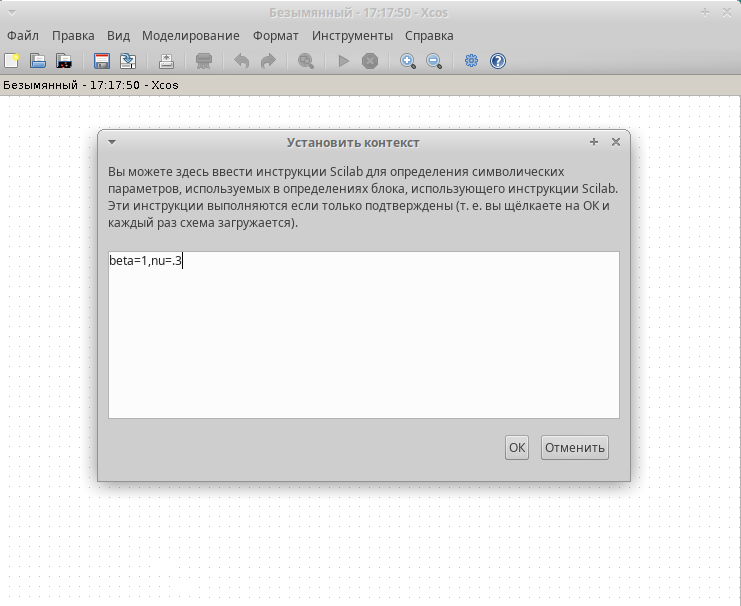 Безымянный - 17:17:50 - Xcos
Файл Правка Вид Моделирование Формат Инструменты Справка
Безымянный - 17:17:50 - Xcos
Установить контекст
Вы можете здесь ввести инструкции Scilab для определения символических
параметров, используемых в определениях блока, использующего инструкции Scilab.
Эти инструкции выполняются если только подтверждены (т. е. вы щёлкаете на ОК и
каждый раз схема загружается).
beta=1,nu=.3
ОК Отменить